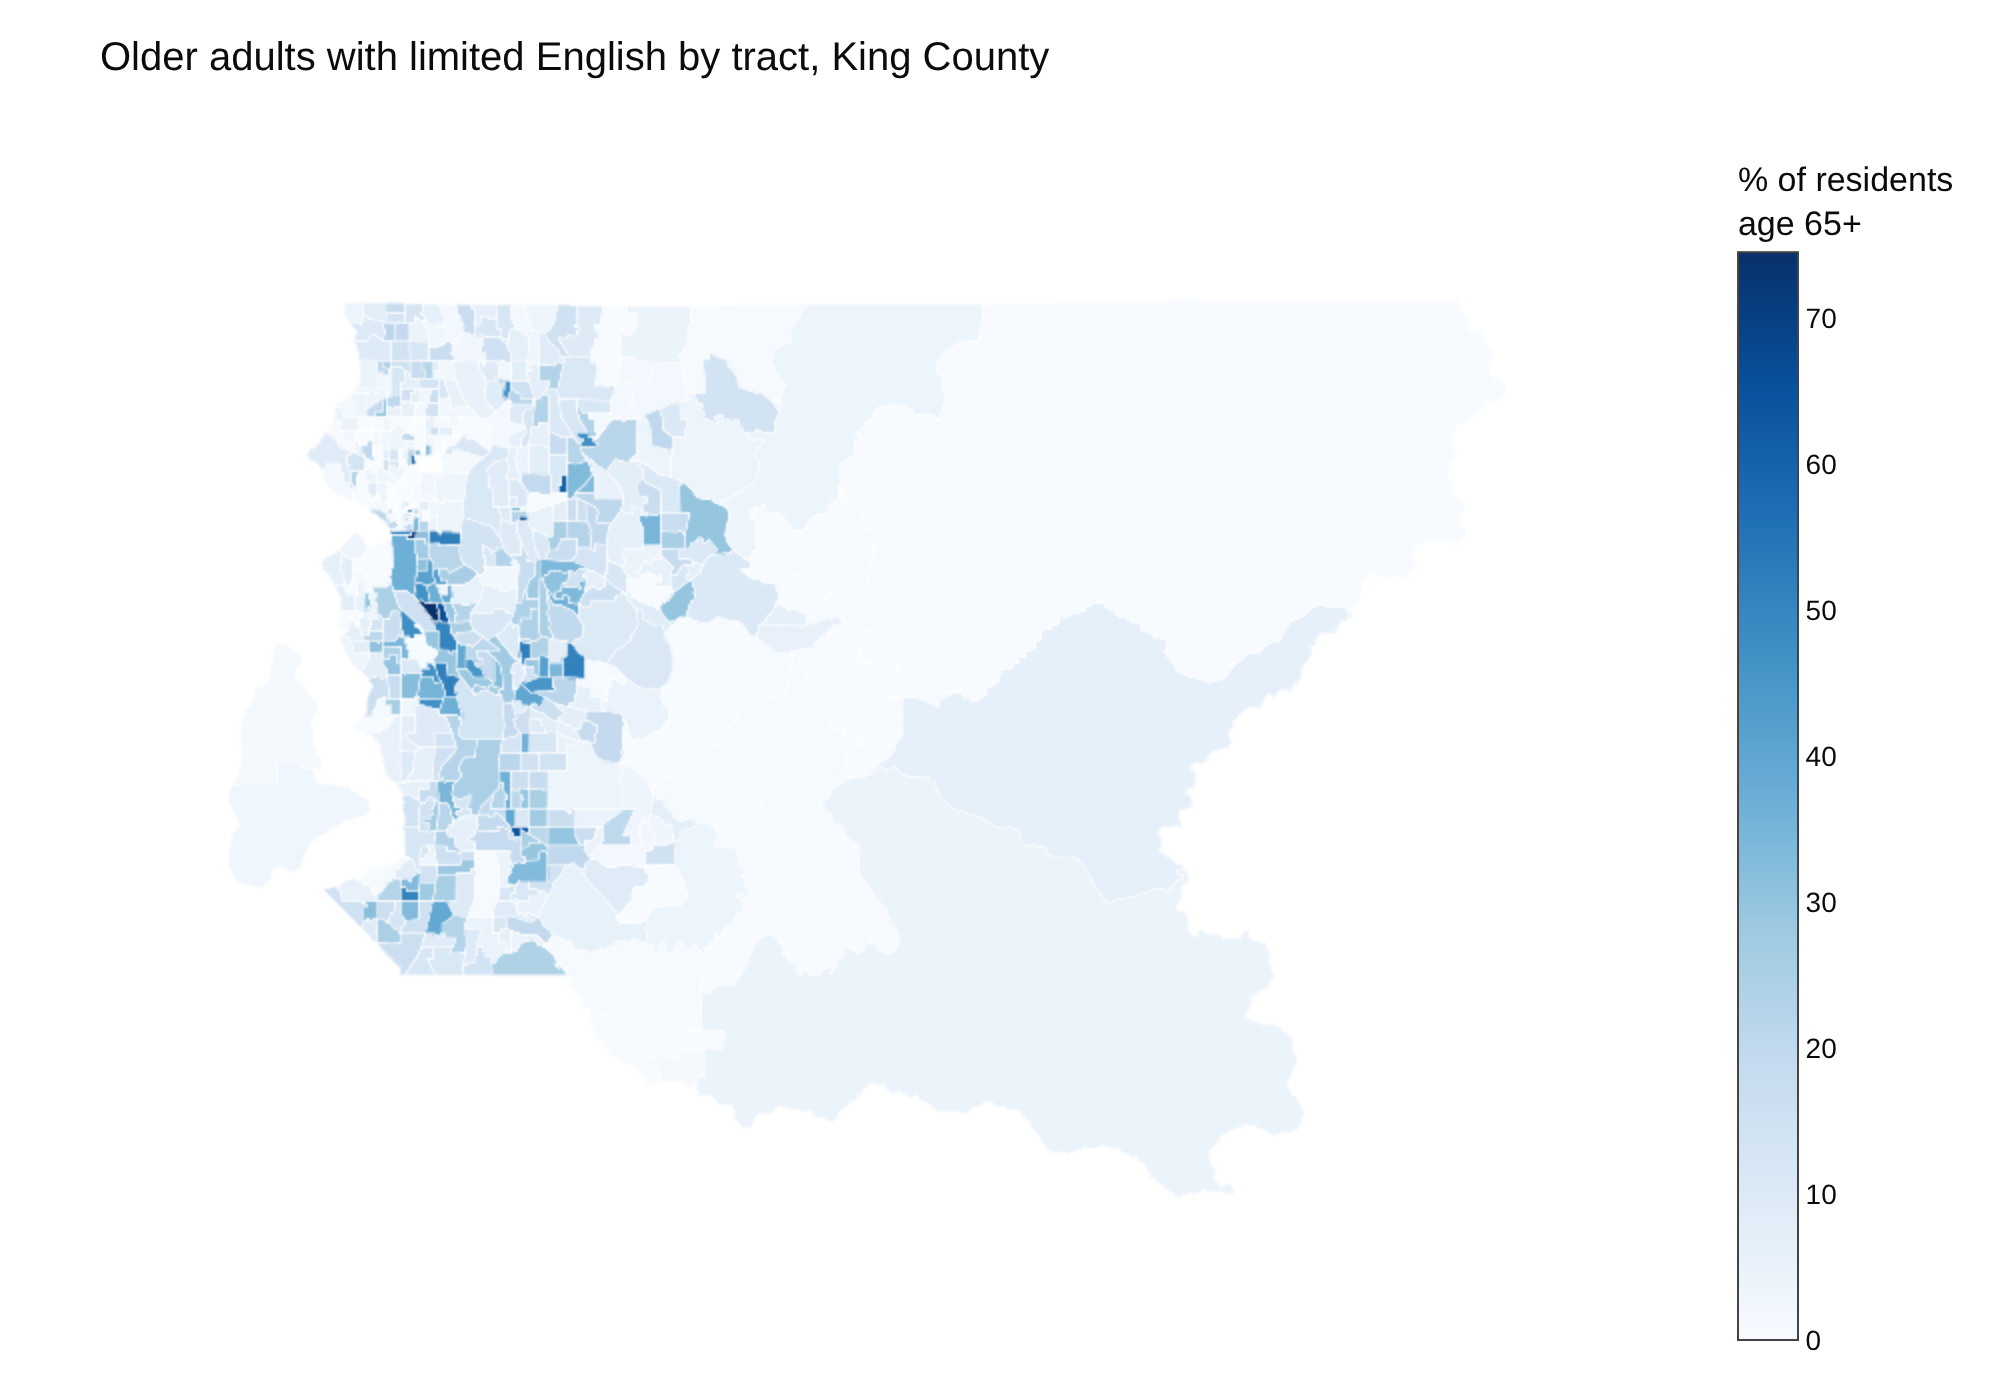 Older adults with limited English by tract, King County
% of residents
age 65+
70
60
50
40
30
20
10
0